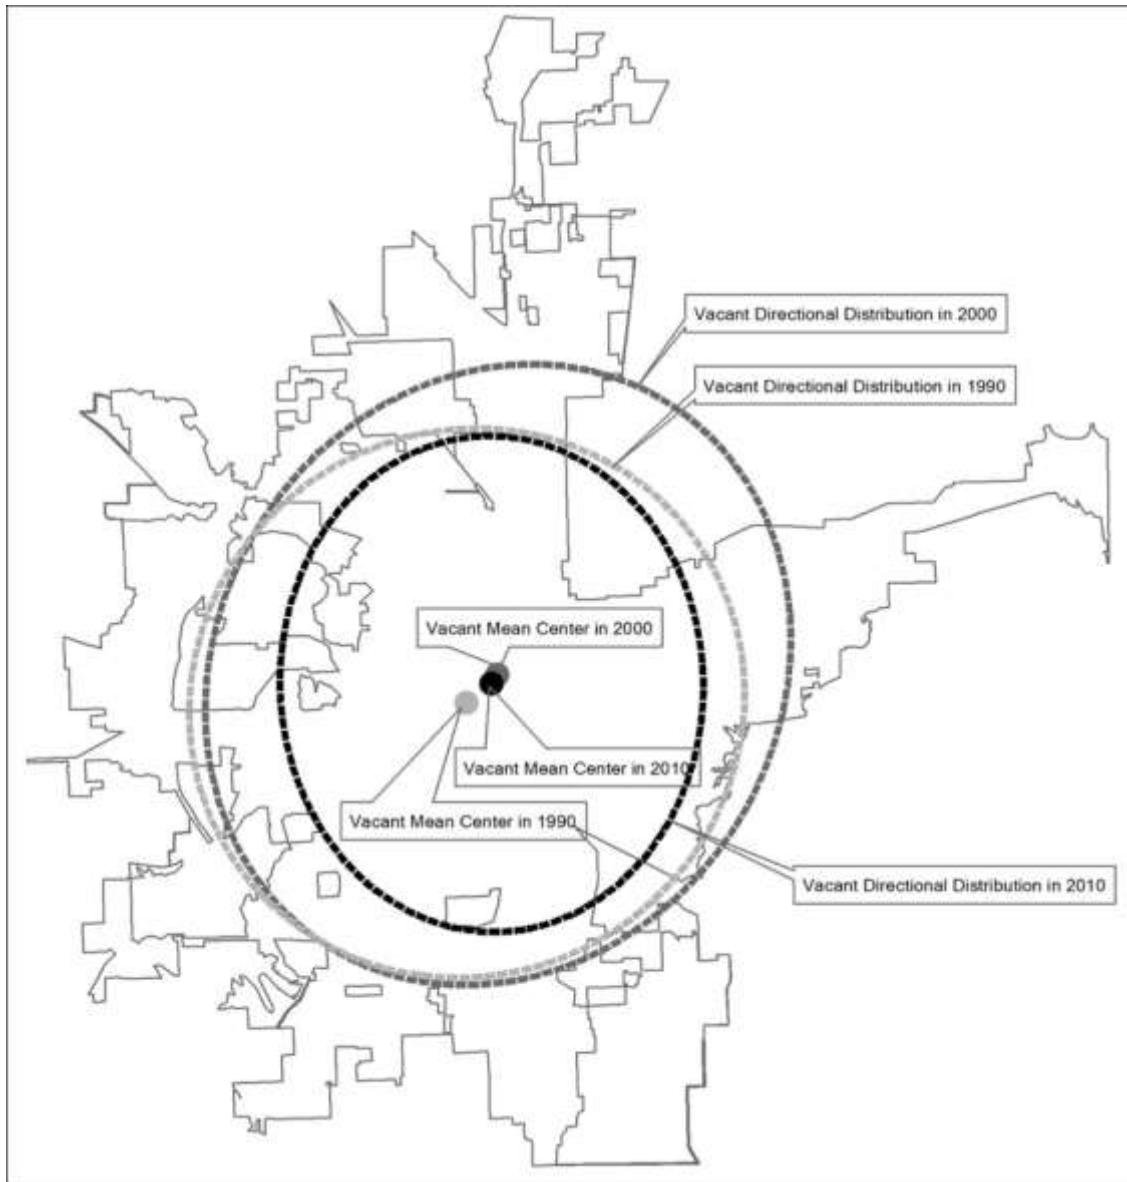 Vacant Directional Distribution in 2000
Vacant Directional Distribution in 1990
Vacant Mean Center in 2000
Vacant Mean Center in 2010
Vacant Mean Center in 1990
Vacant Directional Distribution in 2010